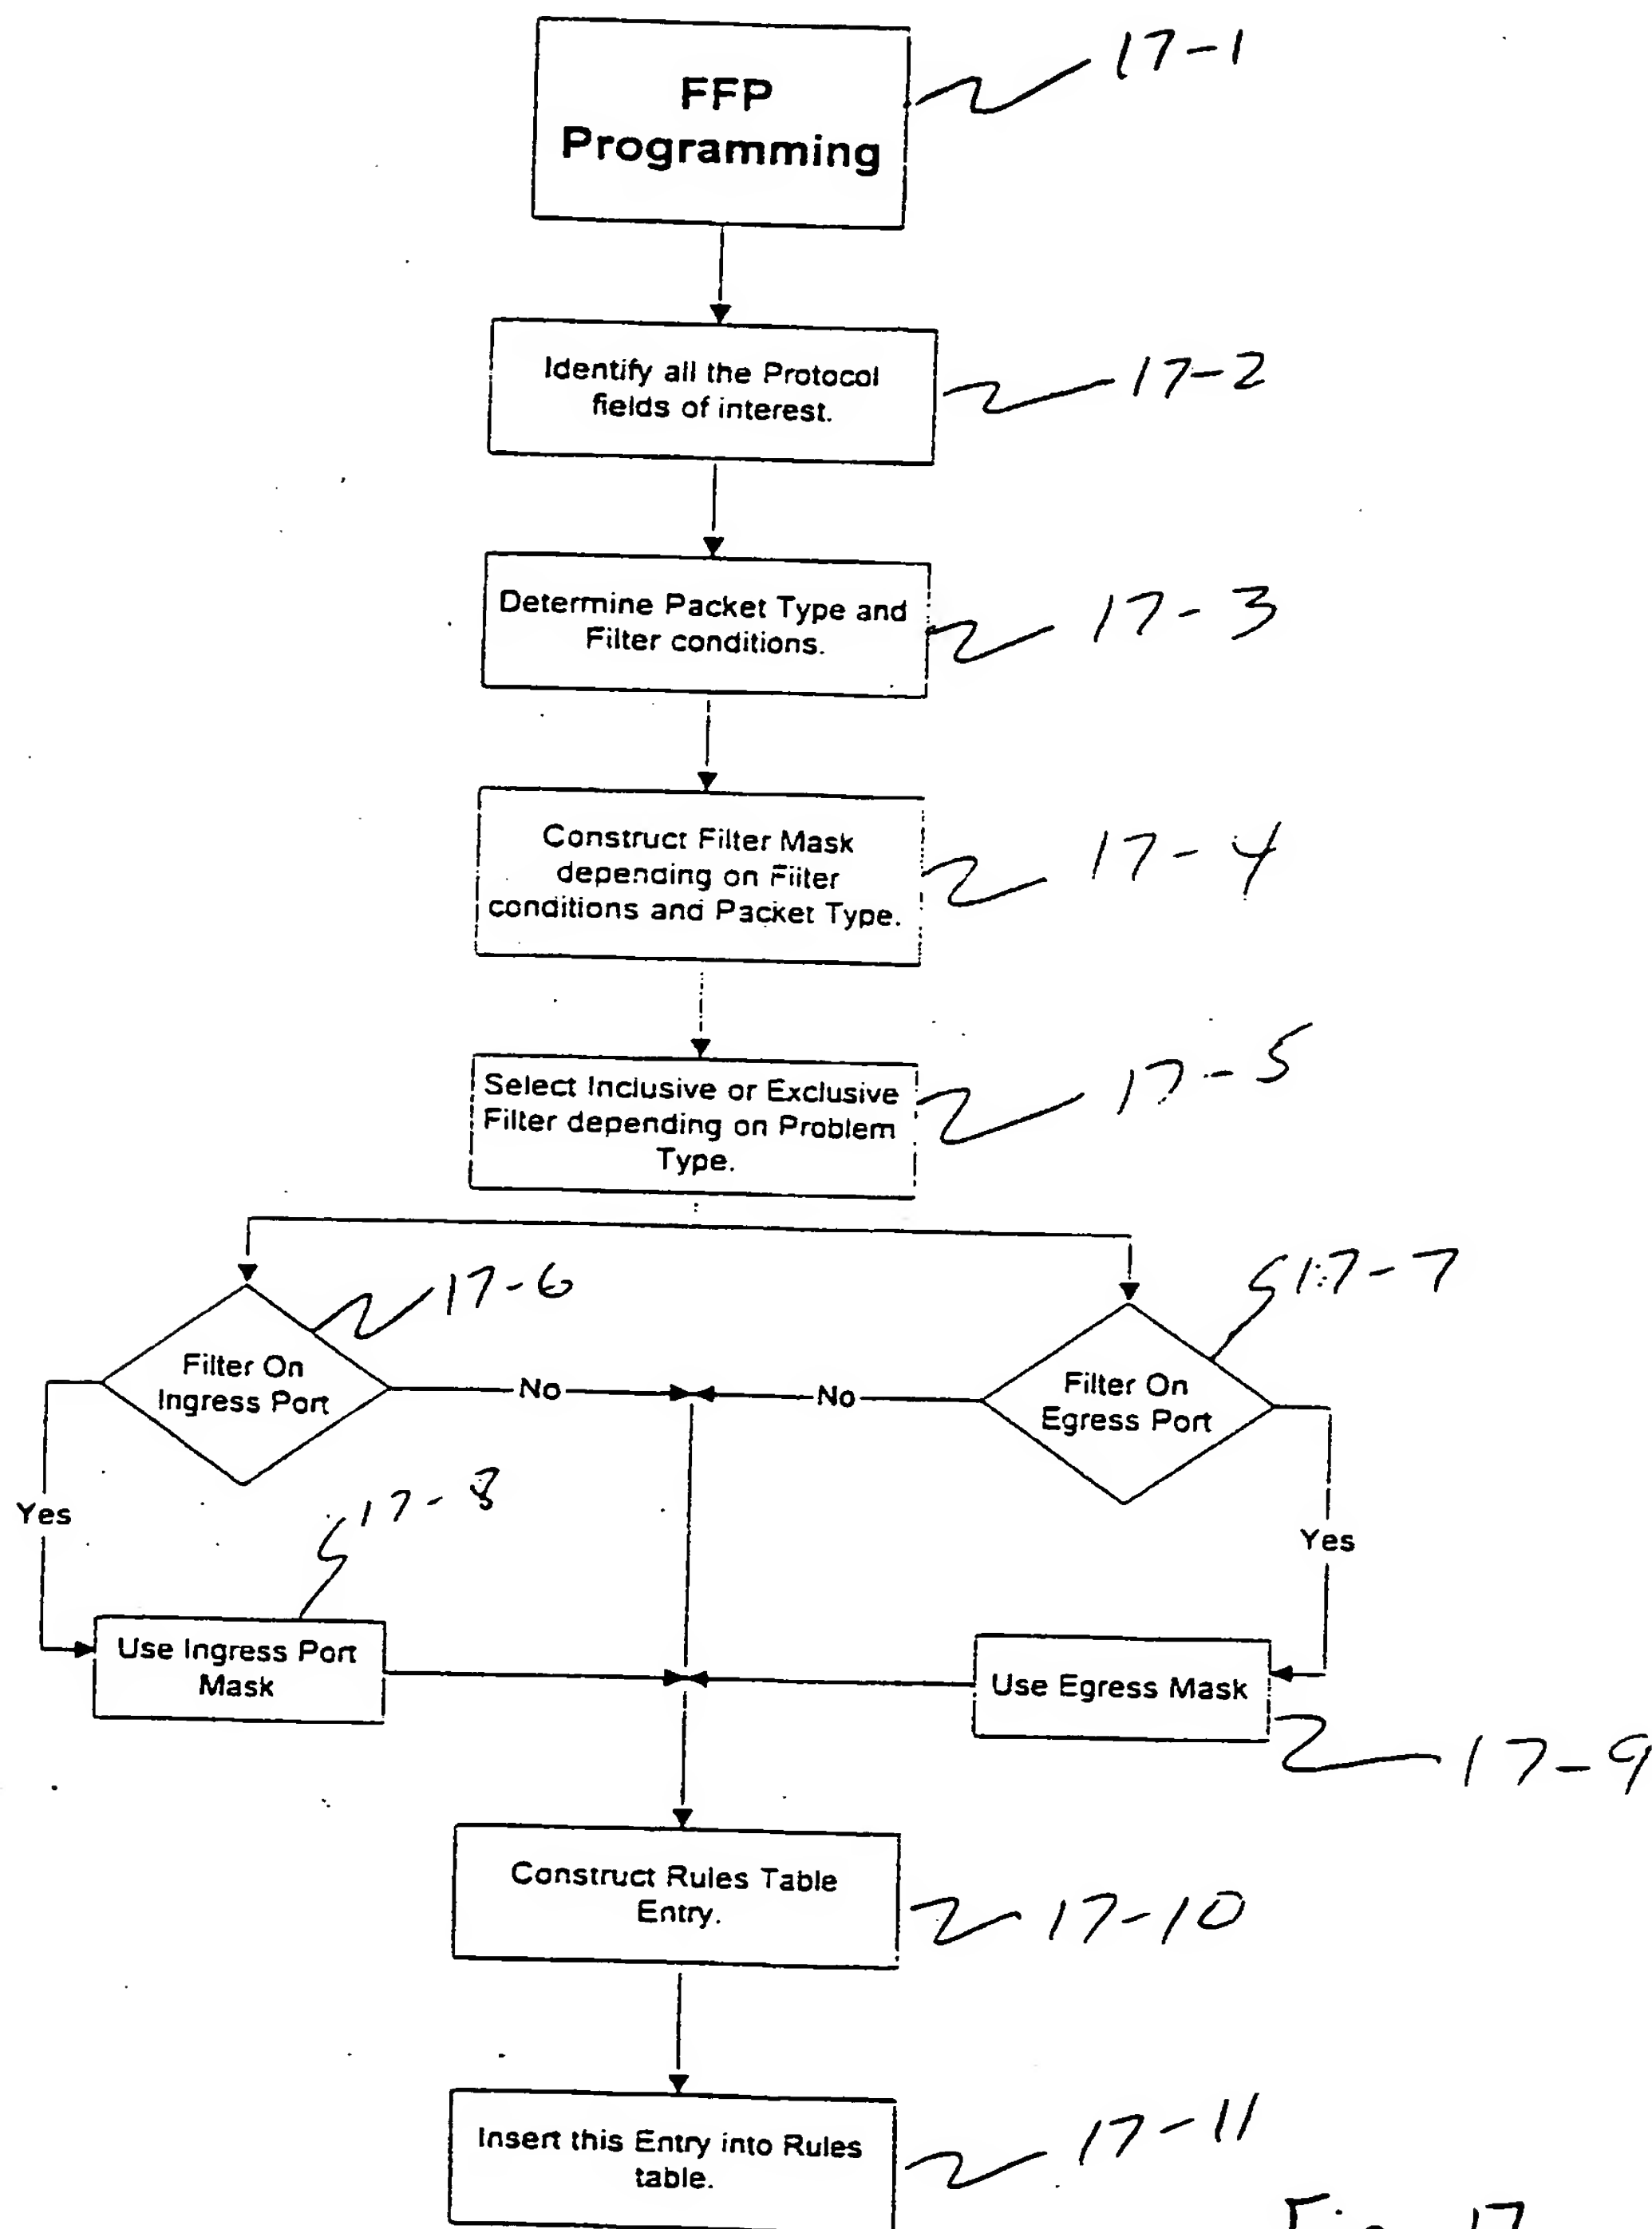 FFP
Programming
17-1
Identify all the Protocol
fields of interest.
17-2
Determine Packet Type and
Filter conditions.
17-3
Construct Filter Mask
depending on Filter
conditions and Packet Type.
17-4
Select Inclusive or Exclusive
Filter depending on Problem
Type.
17-5
17-6
17-7
Filter On
Ingress Port
No
No
Filter On
Egress Port
Yes
17-8
Yes
Use Ingress Port
Mask
Use Egress Mask
17-9
Construct Rules Table
Entry.
17-10
Insert this Entry into Rules
table.
17-11
Fig. 17